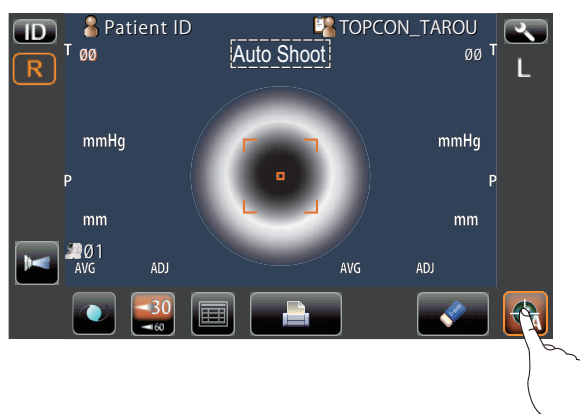 ID
Patient ID
TOPCON_TAROU
R
T
00
Auto Shoot
00
T
L
mmHg
mmHg
P
P
mm
mm
01
AVG
ADJ
AVG
ADJ
30
60
A